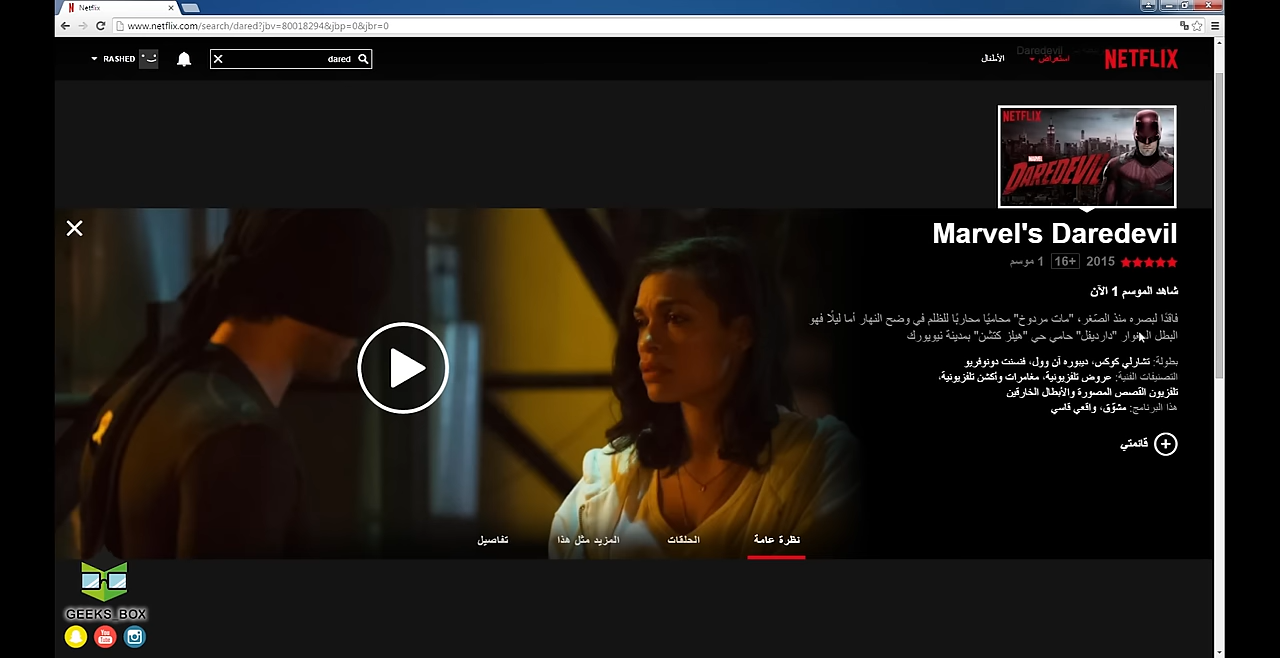 Netflix
www.netflix.com/search/dared?jbv=80018294&jbp=0&jbr=0
NETFLIX
Daredevil
استعراض
الأطفال
dared
RASHED
NETFLIX
MARVEL
DAREDEVIL
Marvel's Daredevil
2015 16+ 1 موسم
شاهد الموسم 1 الآن
فاقدًا لبصره منذ الصّغر، "مات مردوخ" محاميًا محاربًا للظلم في وضح النهار أما ليلًا فهو
البطل "دارديفل" حامي حي "هيلز كتشن" بمدينة نيويورك
بطولة: تشارلي كوكس، ديبوره آن وول، فنسنت دونوفريو
التصنيفات الفنية: عروض تلفزيونية، مغامرات وأكشن تلفزيونية،
تلفزيون القصص المصورة والأبطال الخارقين
هذا البرنامج: مشوّق، واقعي قاسي
قائمتي
نظرة عامة
الحلقات
المزيد مثل هذا
تفاصيل
GEEKS_BOX
You Tube